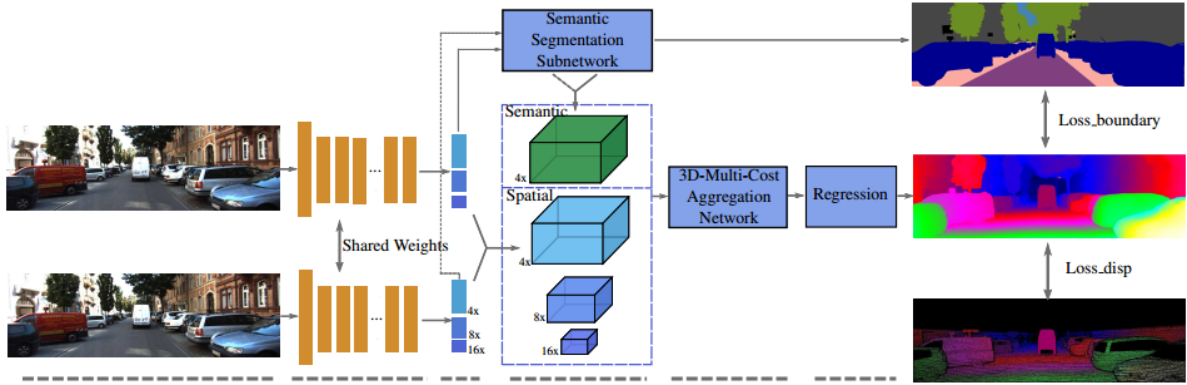 Semantic
Segmentation
Subnetwork
Semantic
4x
Spatial
4x
8x
16x
Shared Weights
4x
8x
16x
3D-Multi-Cost
Aggregation
Network
Regression
Loss_boundary
Loss_disp